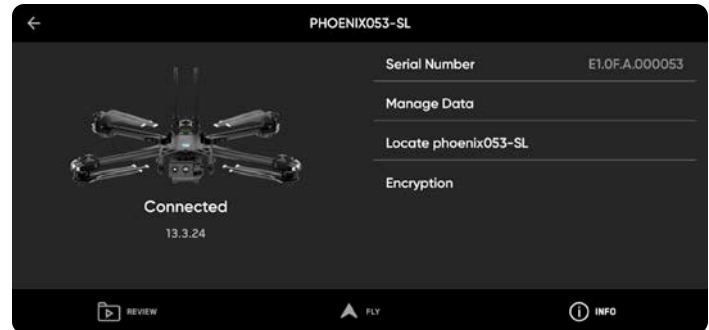 PHOENIX053-SL
Serial Number E1.0F.A.000053
Manage Data
Locate phoenix053-SL
Encryption
Connected
13.3.24
REVIEW
FLY
INFO